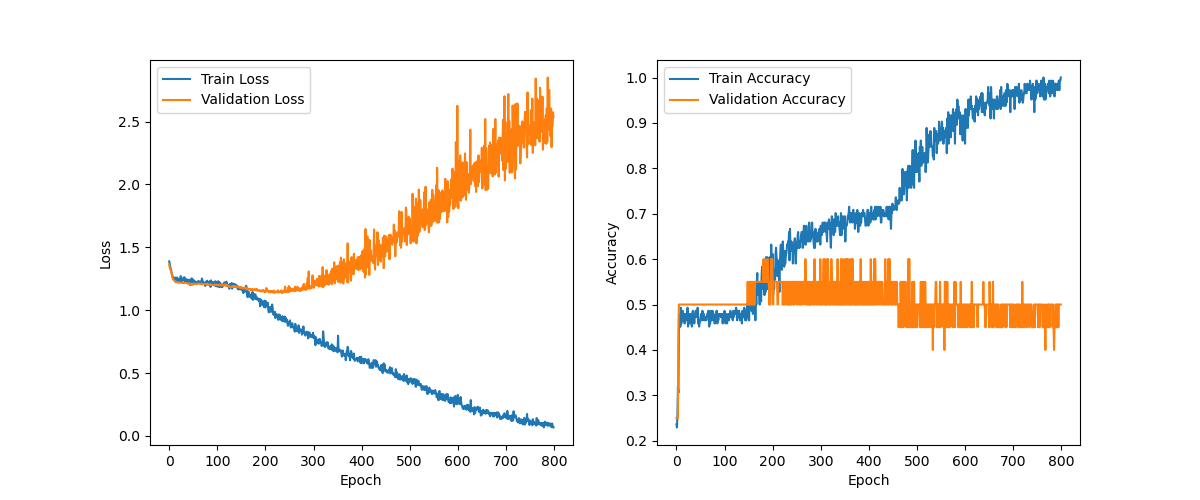 Train Loss
Validation Loss
Loss
2.5
2.0
1.5
1.0
0.5
0.0
0 100 200 300 400 500 600 700 800
Epoch
Train Accuracy
Validation Accuracy
Accuracy
1.0
0.9
0.8
0.7
0.6
0.5
0.4
0.3
0.2
0 100 200 300 400 500 600 700 800
Epoch